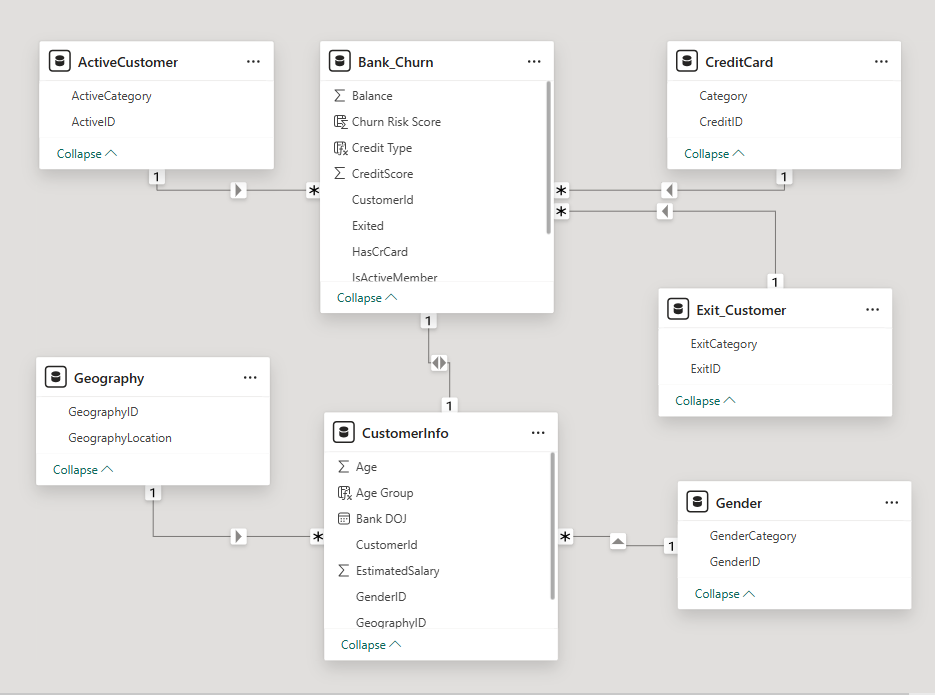 ActiveCustomer
ActiveCategory
ActiveID
Collapse
1
*
Bank_Churn
Balance
Churn Risk Score
Credit Type
CreditScore
CustomerId
Exited
HasCrCard
IsActiveMember
Collapse
1
CreditCard
Category
CreditID
Collapse
1
*
*
1
Exit_Customer
ExitCategory
ExitID
Collapse
Geography
GeographyID
GeographyLocation
Collapse
1
*
1
CustomerInfo
Age
Age Group
Bank DOJ
CustomerId
EstimatedSalary
GenderID
GeographyID
Collapse
*
1
Gender
GenderCategory
GenderID
Collapse